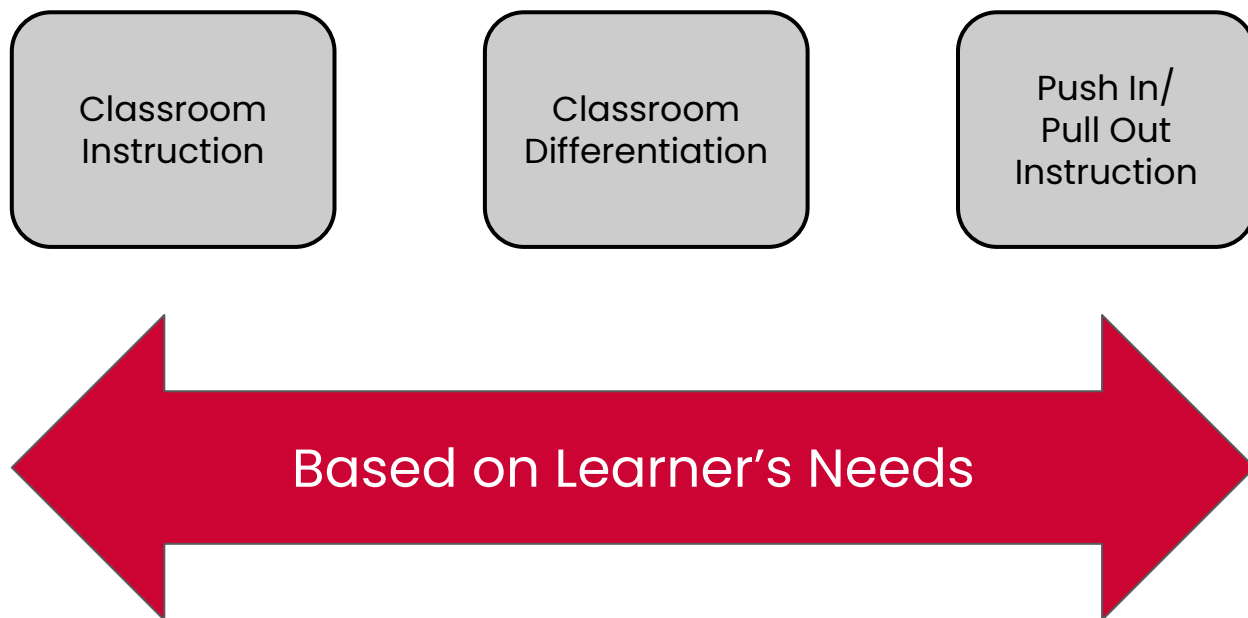 Classroom
Instruction
Classroom
Differentiation
Push In/
Pull Out
Instruction
Based on Learner’s Needs